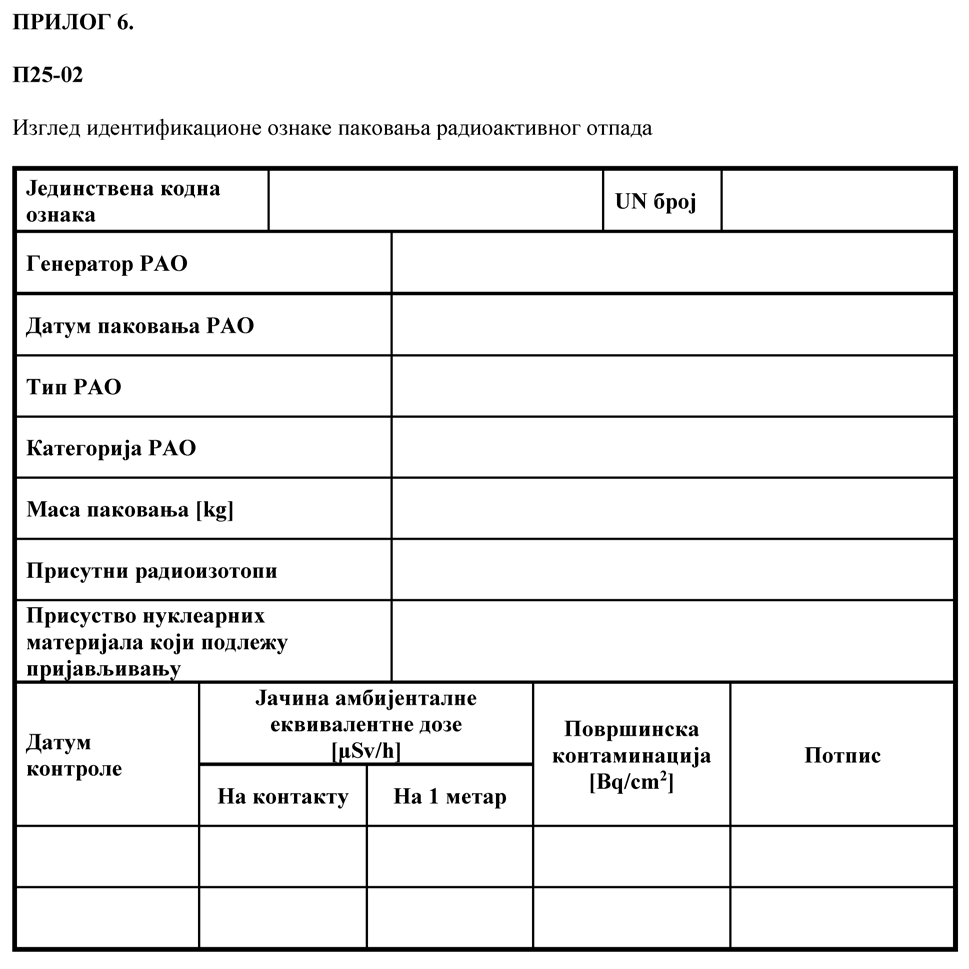 ПРИЛОГ 6.
П25-02
Изглед идентификационе ознаке паковања радиоактивног отпада
Јединствена кодна
ознака
UN број
Генератор РАО
Датум паковања РАО
Тип РАО
Категорија РАО
Маса паковања [kg]
Присутни радиоизотопи
Присуство нуклеарних
материјала који подлежу
пријављивању
Датум
контроле
Јачина амбијенталне
еквивалентне дозе
[µSv/h]
На контакту
На 1 метар
Површинска
контаминација
[Bq/cm²]
Потпис